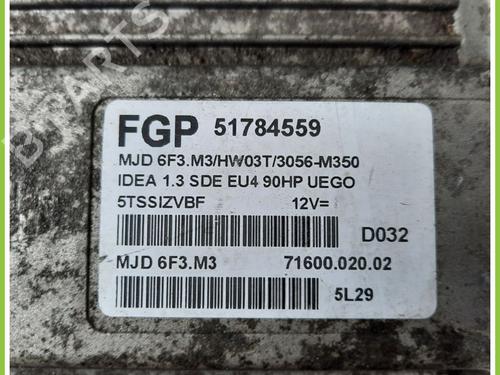 FGP 51784559
MJD 6F3.M3/HW03T/3056-M350
IDEA 1.3 SDE EU4 90HP UEGO
5TSSIZVBF 12V=
D032
MJD 6F3.M3 71600.020.02
5L29